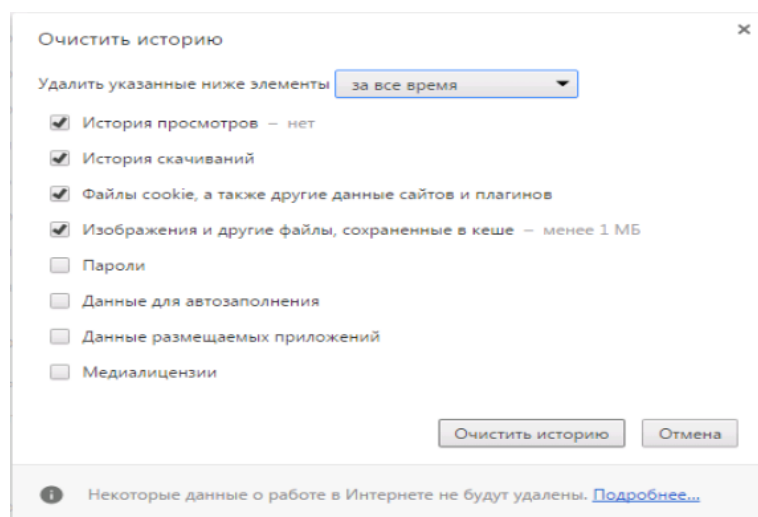 Очистить историю
Удалить указанные ниже элементы за все время
История просмотров – нет
История скачиваний
Файлы cookie, а также другие данные сайтов и плагинов
Изображения и другие файлы, сохраненные в кеше – менее 1 МБ
Пароли
Данные для автозаполнения
Данные размещаемых приложений
Медиалицензии
Очистить историю Отмена
Некоторые данные о работе в Интернете не будут удалены. Подробнее...